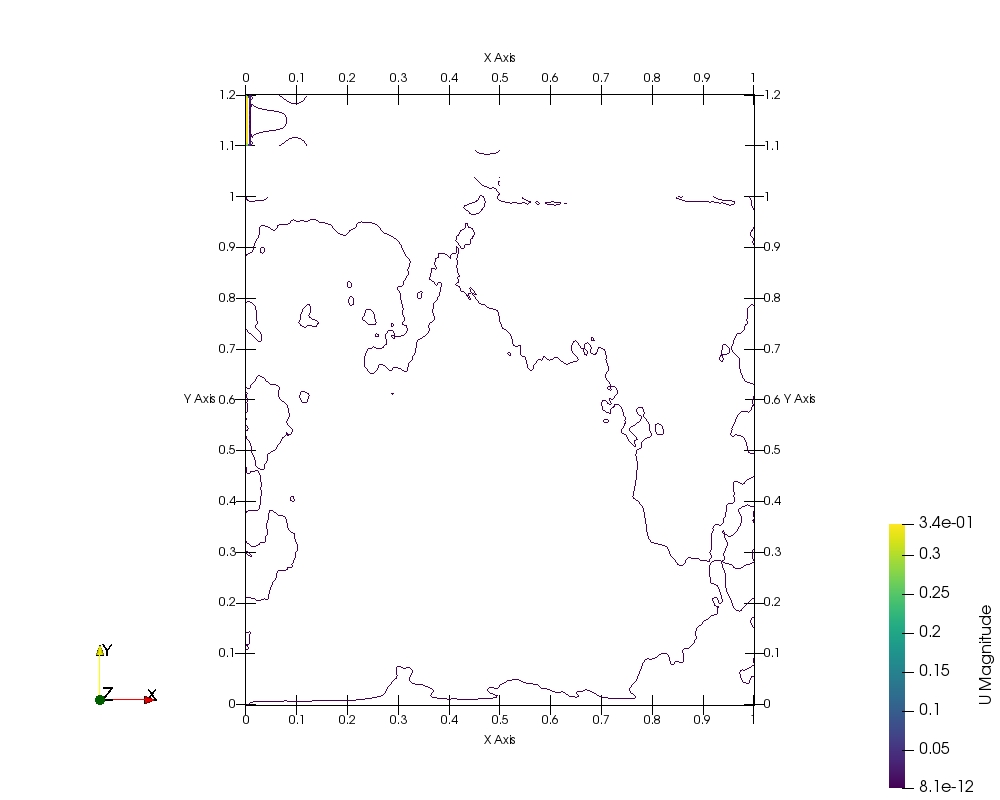 X Axis
0 0.1 0.2 0.3 0.4 0.5 0.6 0.7 0.8 0.9 1
1.2 1.2
1.1 1.1
1 1
0.9 0.9
0.8 0.8
0.7 0.7
Y Axis 0.6 0.6 Y Axis
0.5 0.5
0.4 0.4
0.3 0.3
0.2 0.2
0.1 0.1
0 0
0 0.1 0.2 0.3 0.4 0.5 0.6 0.7 0.8 0.9 1
X Axis
Y
Z X
3.4e-01
0.3
0.25
0.2
0.15
0.1
0.05
8.1e-12
U Magnitude